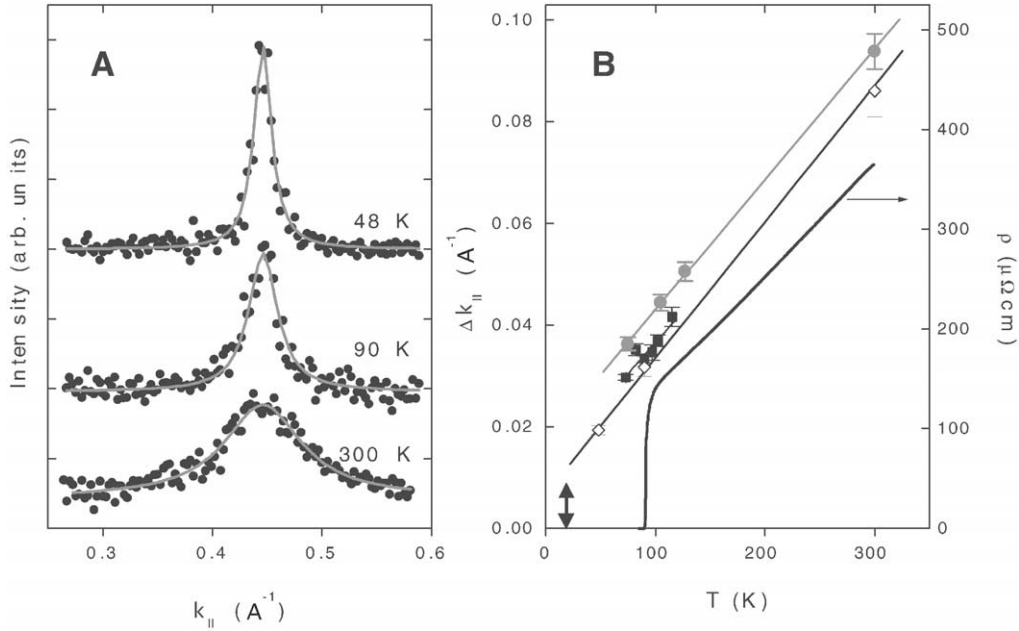 A
Inten sity (arb. un its)
48 K
90 K
300 K
0.3 0.4 0.5 0.6
k|| (A-1)
B
0.10
0.08
0.06
0.04
0.02
0.00
Δk|| (A-1)
0 100 200 300
T (K)
500
400
300
200
100
0
ρ (μΩcm)